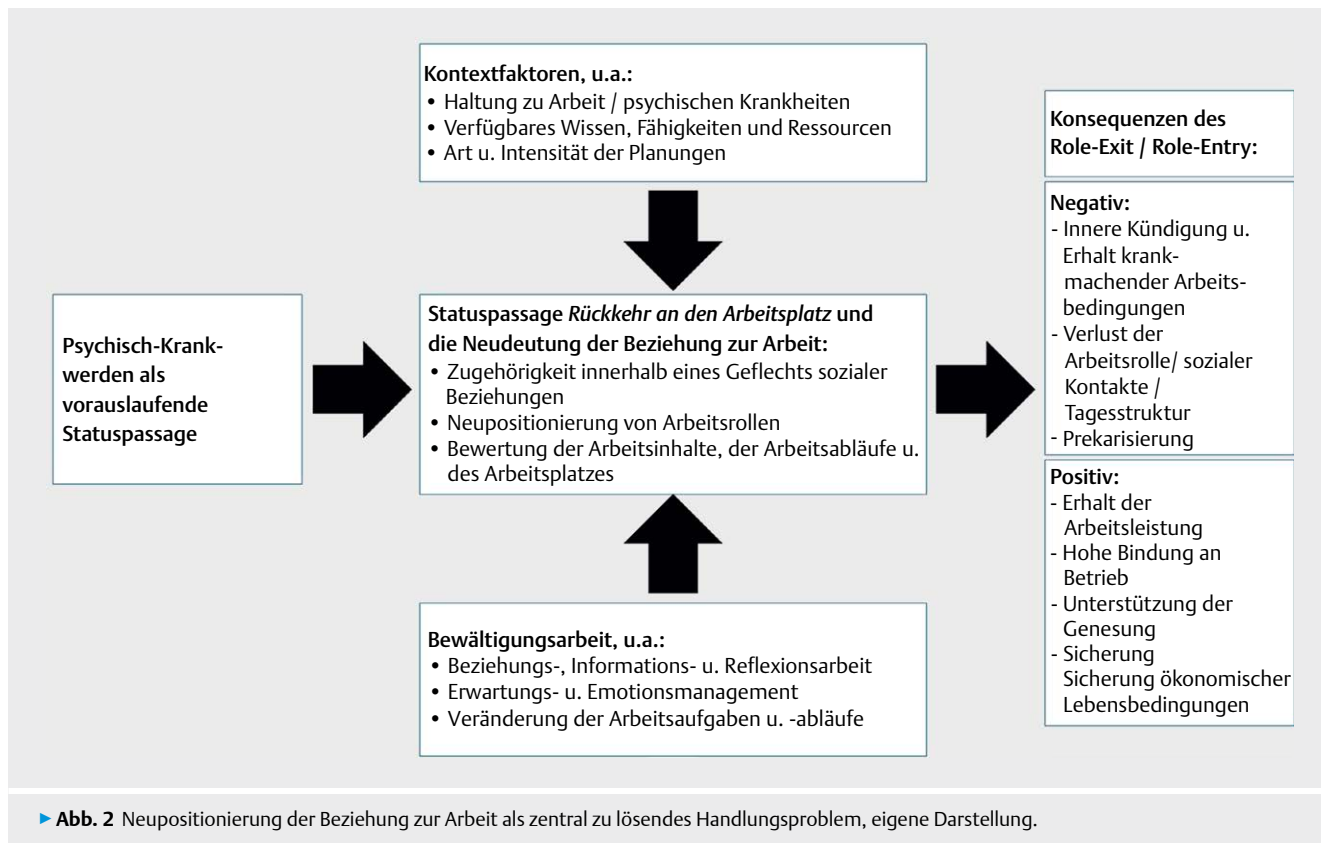 Kontextfaktoren, u.a.:
• Haltung zu Arbeit / psychischen Krankheiten
• Verfügbares Wissen, Fähigkeiten und Ressourcen
• Art u. Intensität der Planungen
Psychisch-Krank-
werden als
vorauslaufende
Statuspassage
Statuspassage Rückkehr an den Arbeitsplatz und
die Neudeutung der Beziehung zur Arbeit:
• Zugehörigkeit innerhalb eines Geflechts sozialer
Beziehungen
• Neupositionierung von Arbeitsrollen
• Bewertung der Arbeitsinhalte, der Arbeitsabläufe u.
des Arbeitsplatzes
Bewältigungsarbeit, u.a.:
• Beziehungs-, Informations- u. Reflexionsarbeit
• Erwartungs- u. Emotionsmanagement
• Veränderung der Arbeitsaufgaben u. -abläufe
Konsequenzen des
Role-Exit / Role-Entry:
Negativ:
- Innere Kündigung u.
Erhalt krank-
machender Arbeits-
bedingungen
- Verlust der
Arbeitsrolle/ sozialer
Kontakte /
Tagesstruktur
- Prekarisierung
Positiv:
- Erhalt der
Arbeitsleistung
- Hohe Bindung an
Betrieb
- Unterstützung der
Genesung
- Sicherung
Sicherung ökonomischer
Lebensbedingungen
▶ Abb. 2 Neupositionierung der Beziehung zur Arbeit als zentral zu lösendes Handlungsproblem, eigene Darstellung.